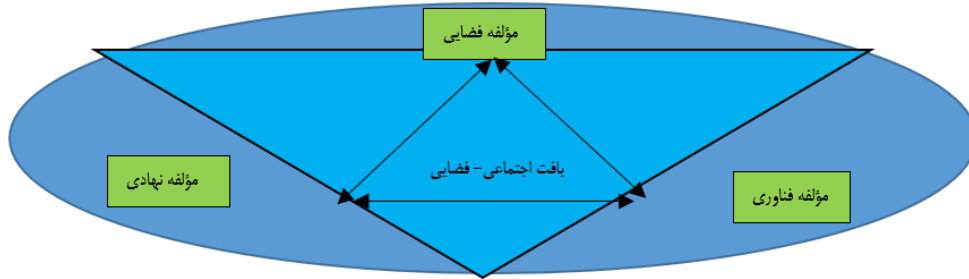 مؤلفه فضایی
بافت اجتماعی- فضایی
مؤلفه نهادی
مؤلفه فناوری